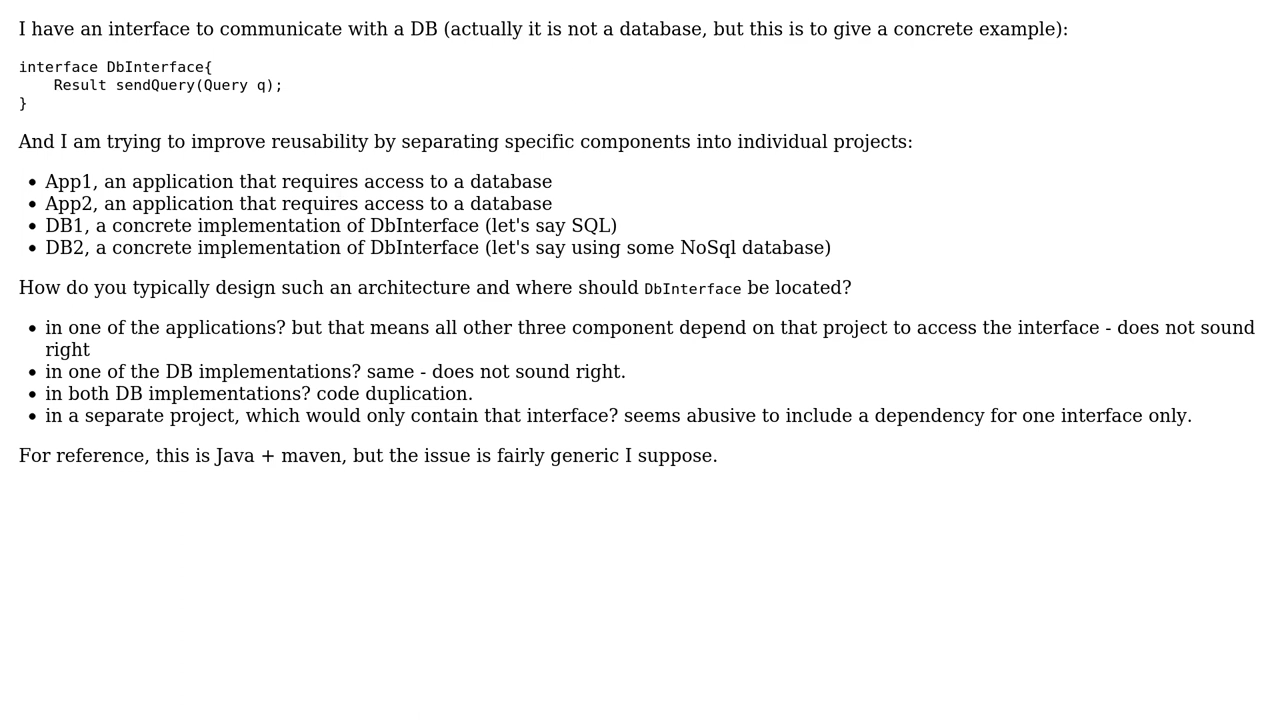 I have an interface to communicate with a DB (actually it is not a database, but this is to give a concrete example):
interface DbInterface{
    Result sendQuery(Query q);
}
And I am trying to improve reusability by separating specific components into individual projects:
• App1, an application that requires access to a database
• App2, an application that requires access to a database
• DB1, a concrete implementation of DbInterface (let's say SQL)
• DB2, a concrete implementation of DbInterface (let's say using some NoSql database)
How do you typically design such an architecture and where should DbInterface be located?
• in one of the applications? but that means all other three component depend on that project to access the interface - does not sound
right
• in one of the DB implementations? same - does not sound right.
• in both DB implementations? code duplication.
• in a separate project, which would only contain that interface? seems abusive to include a dependency for one interface only.
For reference, this is Java + maven, but the issue is fairly generic I suppose.